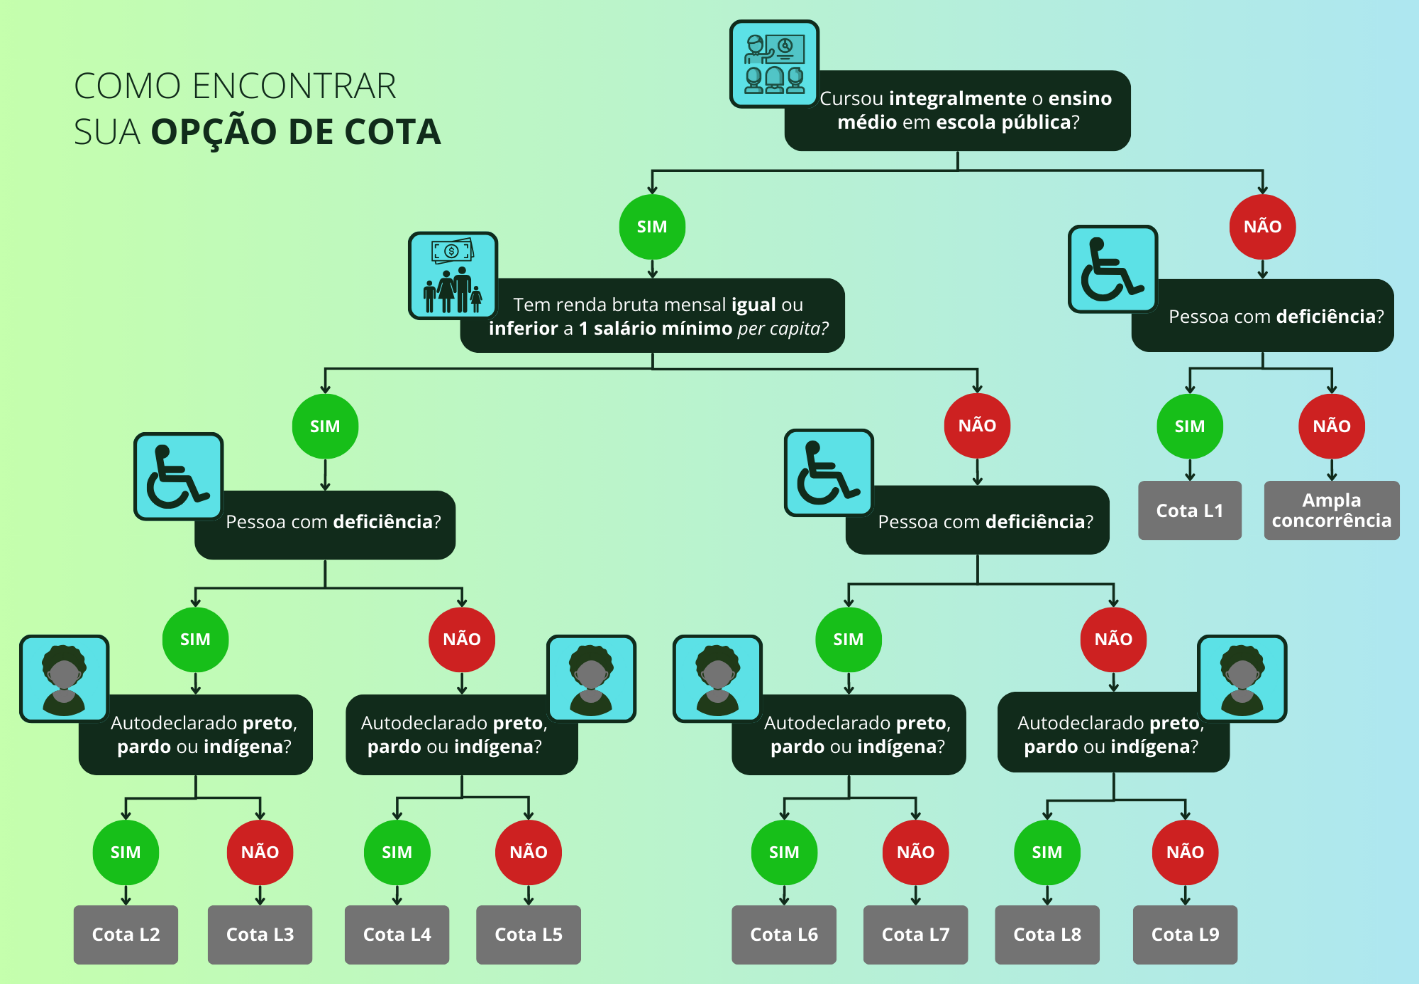 COMO ENCONTRAR
SUA OPÇÃO DE COTA
Cursou integralmente o ensino
médio em escola pública?
SIM
NÃO
Tem renda bruta mensal igual ou
inferior a 1 salário mínimo per capita?
Pessoa com deficiência?
SIM
NÃO
SIM
NÃO
Cota L1
Ampla
concorrência
Pessoa com deficiência?
Pessoa com deficiência?
SIM
NÃO
SIM
NÃO
Autodeclarado preto,
pardo ou indígena?
Autodeclarado preto,
pardo ou indígena?
Autodeclarado preto,
pardo ou indígena?
Autodeclarado preto,
pardo ou indígena?
SIM
NÃO
SIM
NÃO
SIM
NÃO
SIM
NÃO
Cota L2
Cota L3
Cota L4
Cota L5
Cota L6
Cota L7
Cota L8
Cota L9